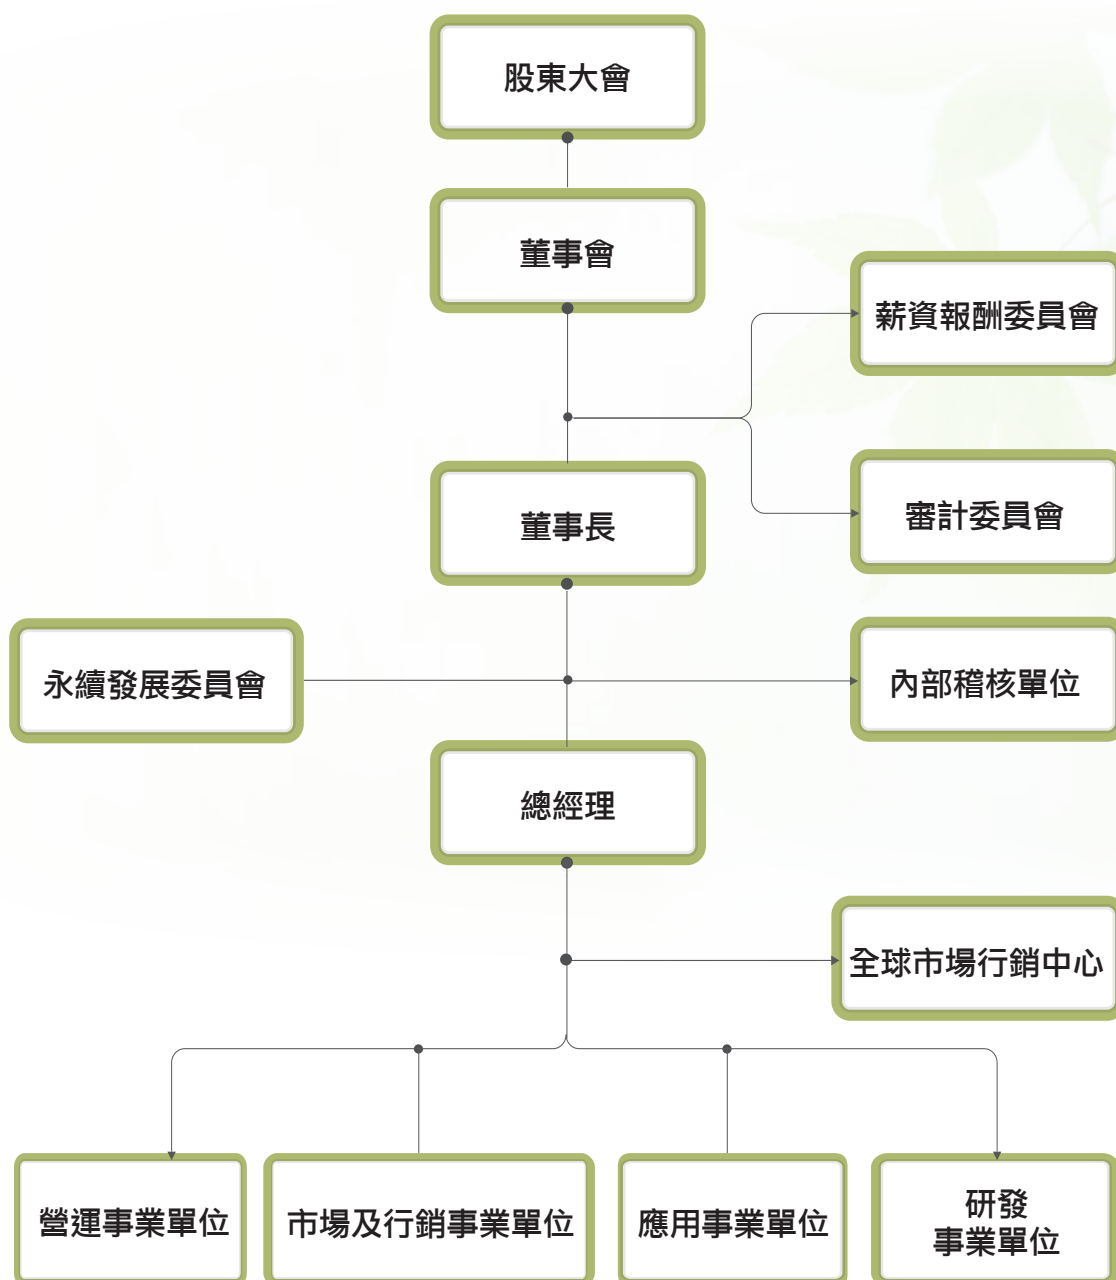 股東大會
董事會
薪資報酬委員會
董事長
審計委員會
永續發展委員會
內部稽核單位
總經理
全球市場行銷中心
營運事業單位
市場及行銷事業單位
應用事業單位
研發
事業單位